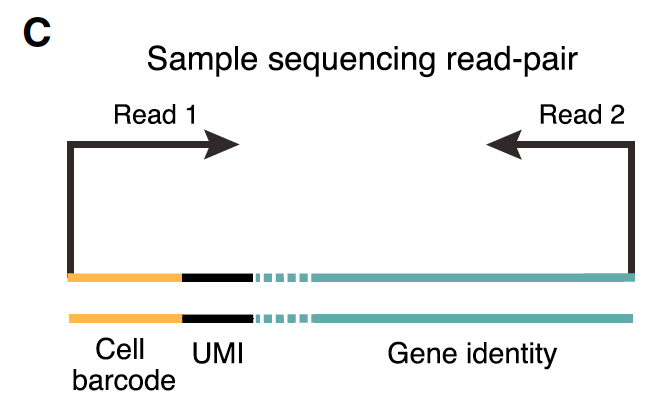 C
Sample sequencing read-pair
Read 1
Read 2
Cell
barcode
UMI
Gene identity